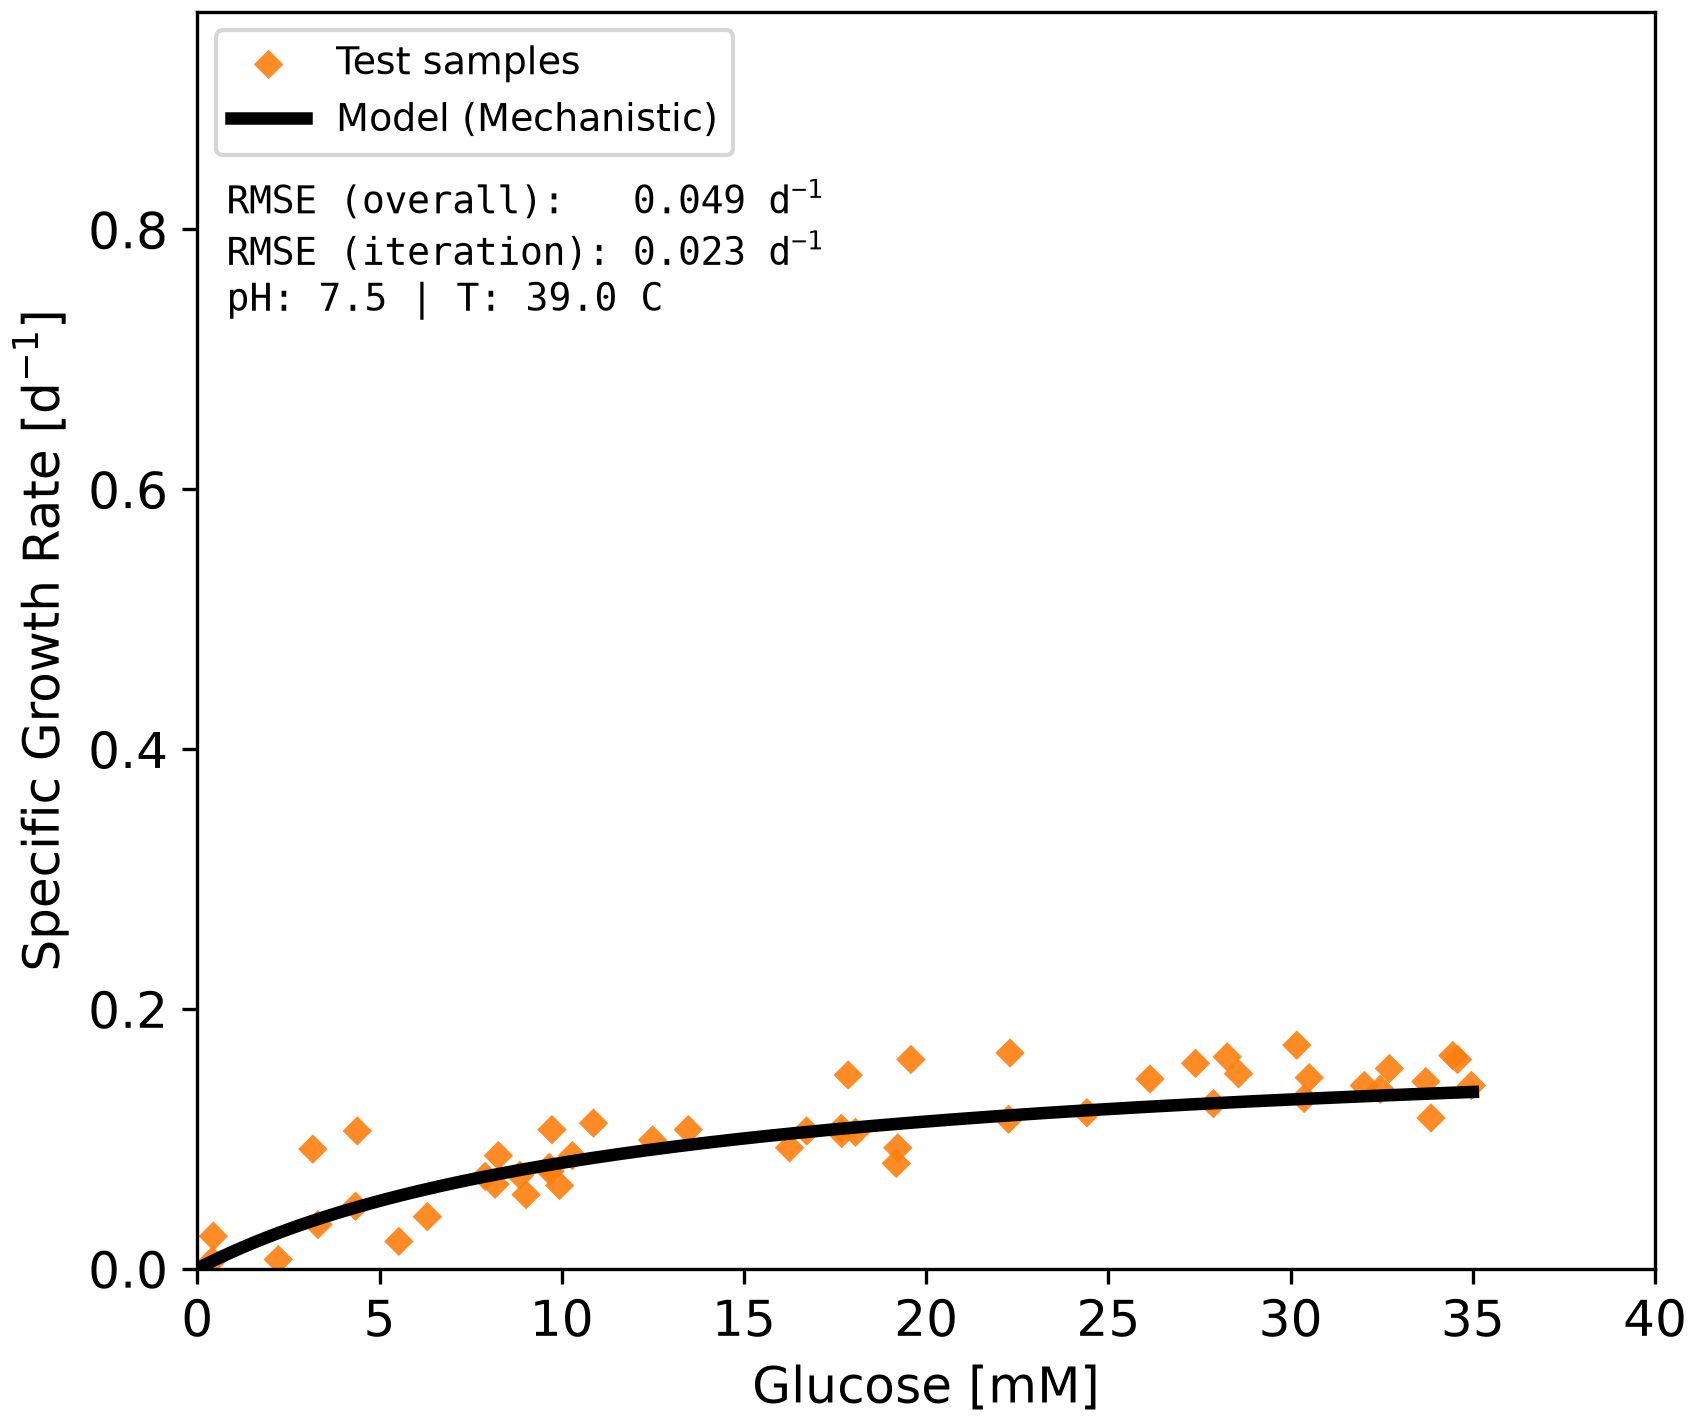 Test samples
Model (Mechanistic)
RMSE (overall):   0.049 d⁻¹
RMSE (iteration): 0.023 d⁻¹
pH: 7.5 | T: 39.0 C
Specific Growth Rate [d⁻¹]
0.8
0.6
0.4
0.2
0.0
0 5 10 15 20 25 30 35 40
Glucose [mM]